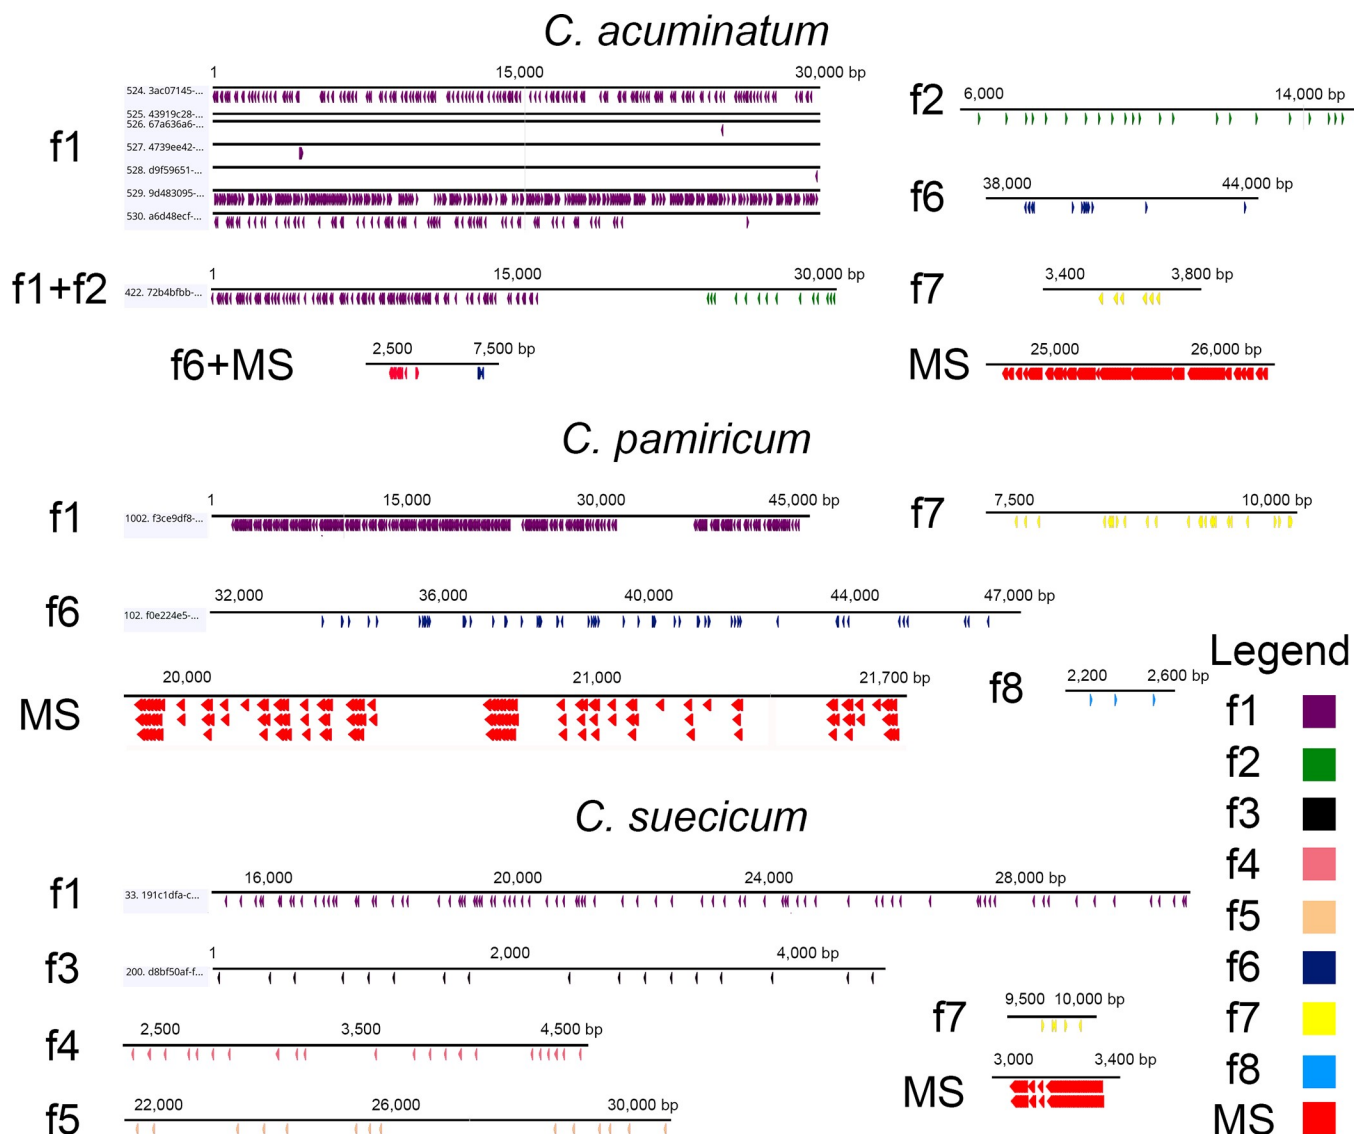 C. acuminatum
1 15,000 30,000 bp
f1
524. 3ac07145-...
525. 43919c28-...
526. 67a636a6-...
527. 4739ee42-...
528. d9f59651-...
529. 9d483095-...
530. a6d48ecf-...
f2
6,000 14,000 bp
f6
38,000 44,000 bp
f1+f2
422. 72b4bfbb-...
1 15,000 30,000 bp
f7
3,400 3,800 bp
f6+MS
2,500 7,500 bp
MS
25,000 26,000 bp
C. pamiricum
f1
1002. f3ce9df8-...
1 15,000 30,000 45,000 bp
f7
7,500 10,000 bp
f6
102. f0e224e5-...
32,000 36,000 40,000 44,000 47,000 bp
MS
20,000 21,000 21,700 bp
f8
2,200 2,600 bp
C. suecicum
f1
33. 191c1dfa-c...
16,000 20,000 24,000 28,000 bp
f3
200. d8bf50af-f...
1 2,000 4,000 bp
f4
2,500 3,500 4,500 bp
f5
22,000 26,000 30,000 bp
f7
9,500 10,000 bp
MS
3,000 3,400 bp
Legend
f1
f2
f3
f4
f5
f6
f7
f8
MS